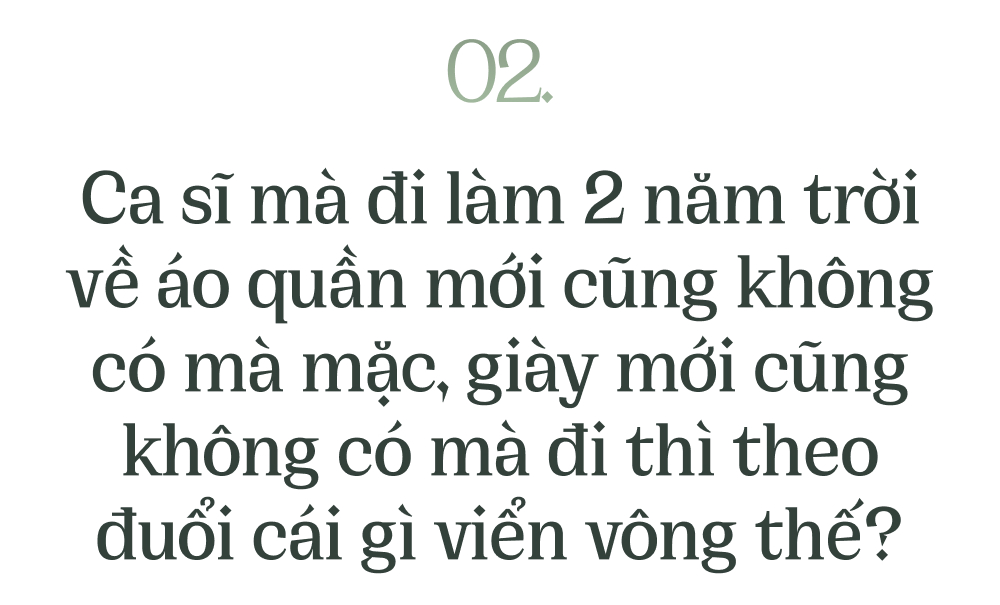 02.
Ca sĩ mà đi làm 2 năm trời
về áo quần mới cũng không
có mà mặc, giày mới cũng
không có mà đi thì theo
đuổi cái gì viển vông thế?